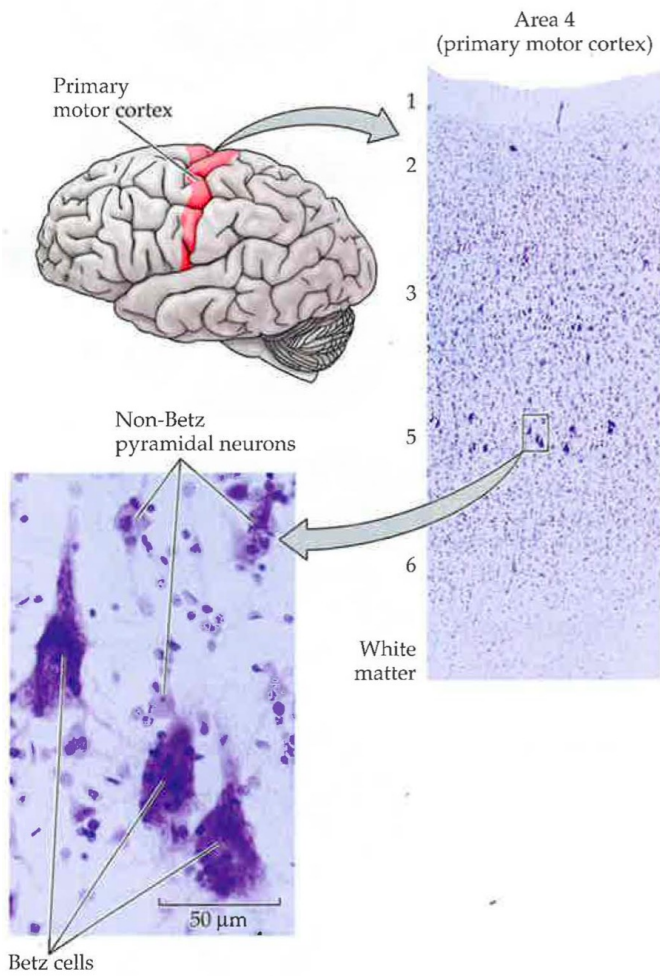 Area 4
(primary motor cortex)
Primary
motor cortex
1
2
3
5
6
White
matter
Non-Betz
pyramidal neurons
50 µm
Betz cells